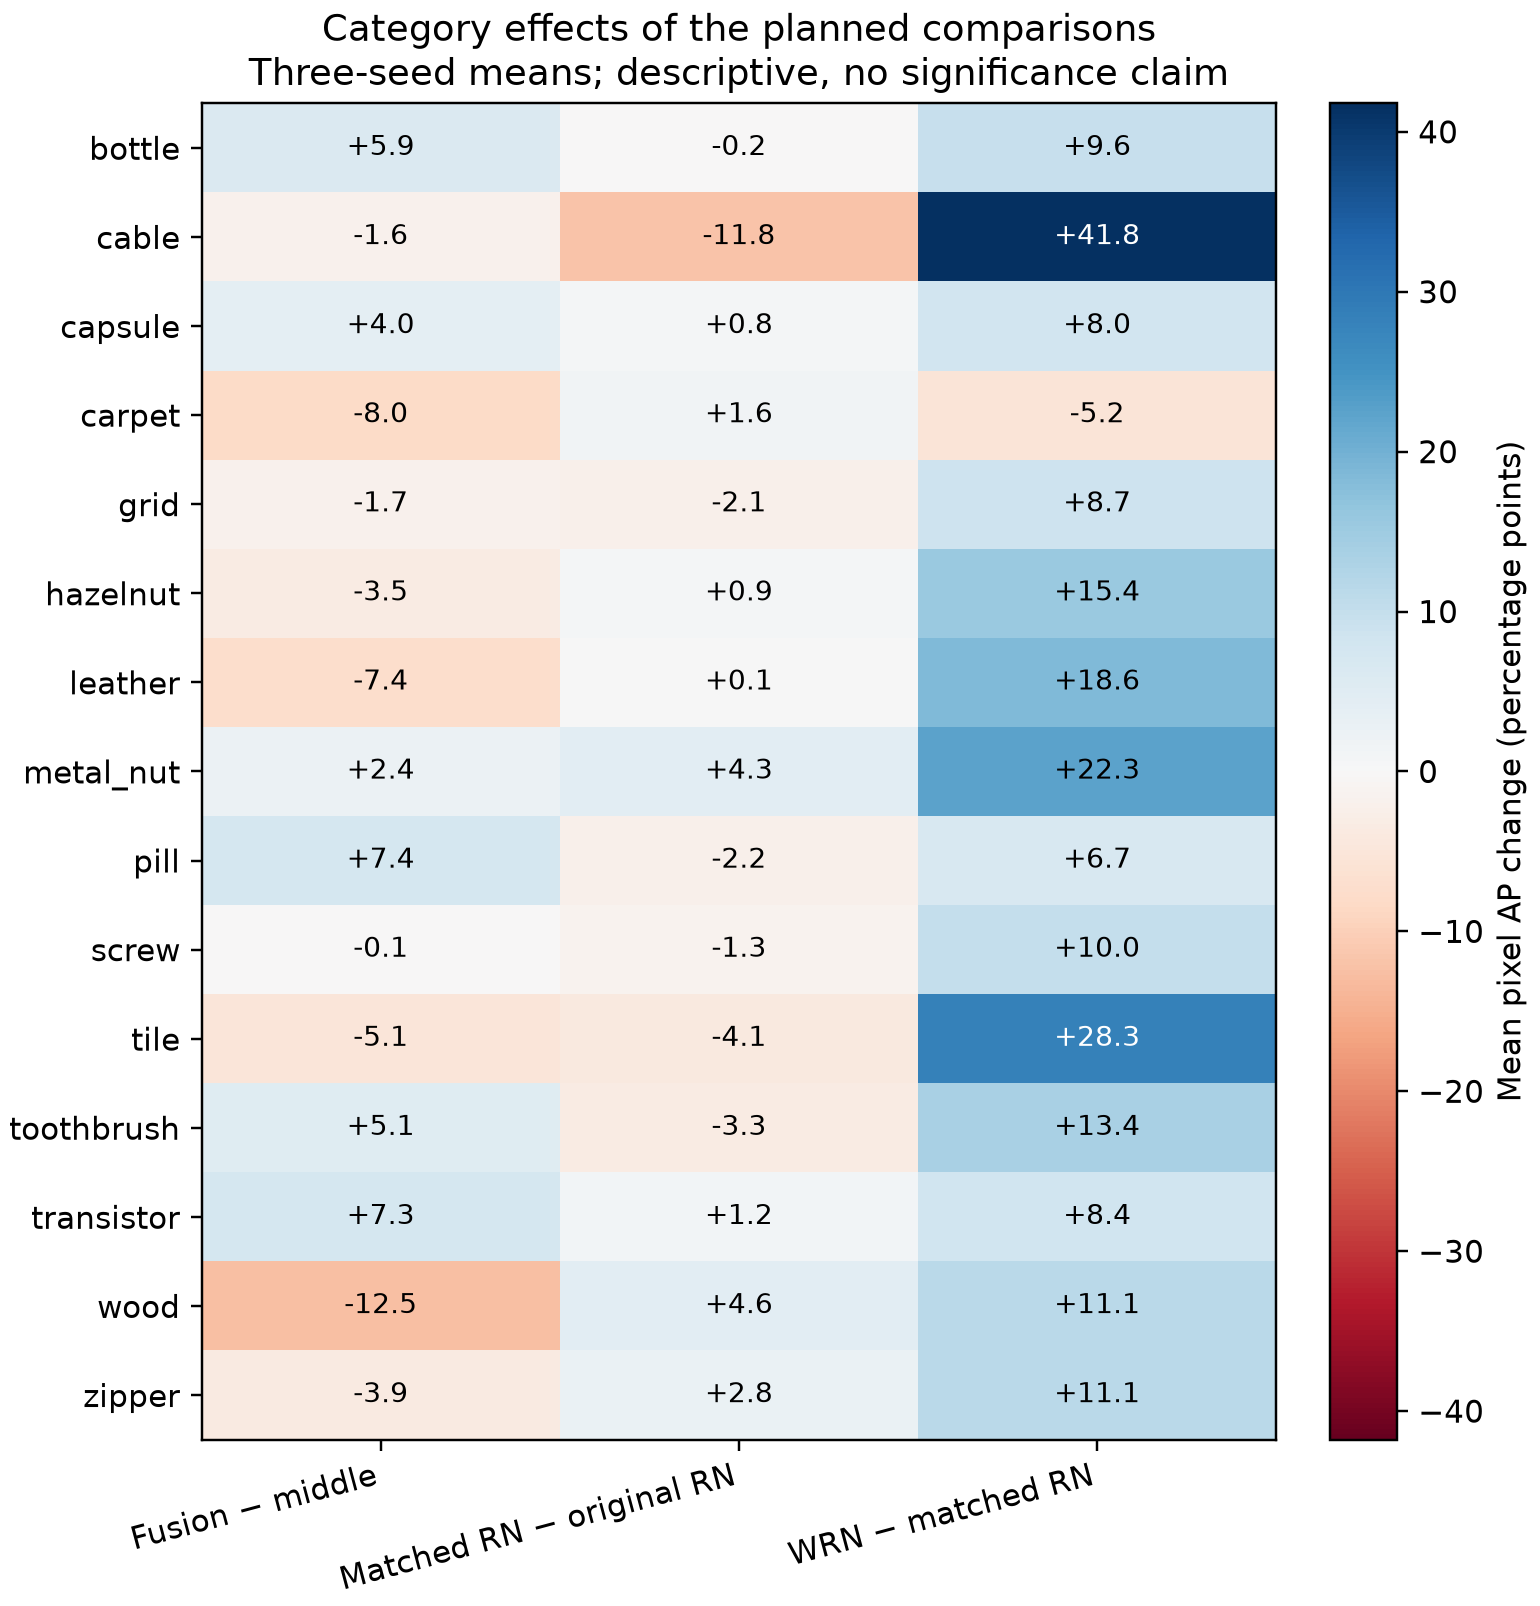 Category effects of the planned comparisons
Three-seed means; descriptive, no significance claim
bottle +5.9 -0.2 +9.6
cable -1.6 -11.8 +41.8
capsule +4.0 +0.8 +8.0
carpet -8.0 +1.6 -5.2
grid -1.7 -2.1 +8.7
hazelnut -3.5 +0.9 +15.4
leather -7.4 +0.1 +18.6
metal_nut +2.4 +4.3 +22.3
pill +7.4 -2.2 +6.7
screw -0.1 -1.3 +10.0
tile -5.1 -4.1 +28.3
toothbrush +5.1 -3.3 +13.4
transistor +7.3 +1.2 +8.4
wood -12.5 +4.6 +11.1
zipper -3.9 +2.8 +11.1
Fusion − middle
Matched RN − original RN
WRN − matched RN
40
30
20
10
0
−10
−20
−30
−40
Mean pixel AP change (percentage points)